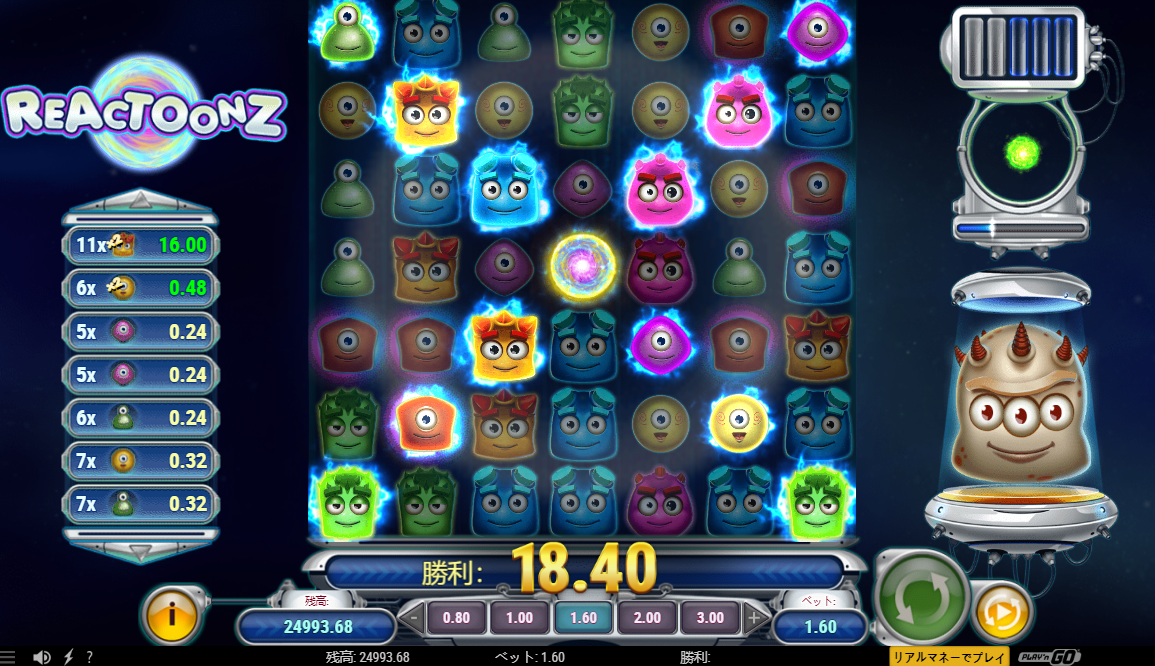 REACTOONZ
11x 16.00
6x 0.48
5x 0.24
5x 0.24
6x 0.24
7x 0.32
7x 0.32
勝利: 18.40
残高:
24993.68
- 0.80 1.00 1.60 2.00 3.00 +
ベット:
1.60
i
? 残高: 24993.68 ベット: 1.60 勝利: リアルマネーでプレイ PLAY'n GO